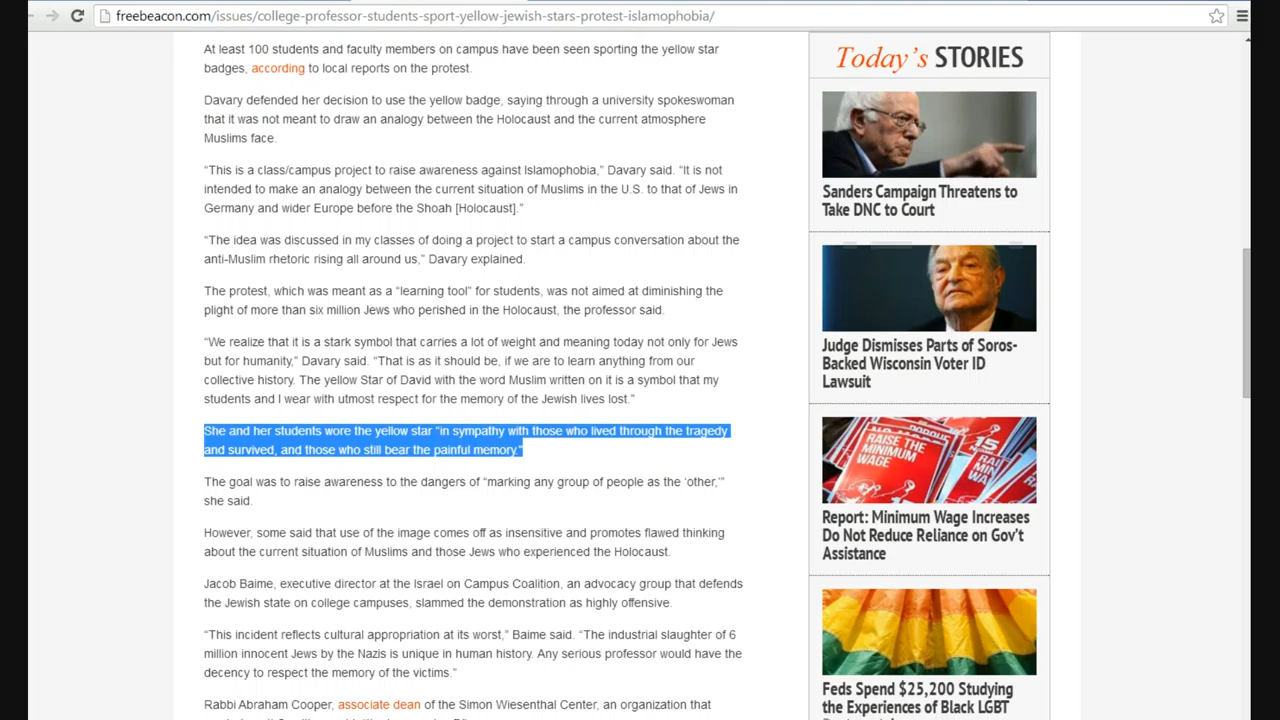 freebeacon.com/issues/college-professor-students-sport-yellow-jewish-stars-protest-islamophobia/
At least 100 students and faculty members on campus have been seen sporting the yellow star
badges, according to local reports on the protest.
Davary defended her decision to use the yellow badge, saying through a university spokeswoman
that it was not meant to draw an analogy between the Holocaust and the current atmosphere
Muslims face.
“This is a class/campus project to raise awareness against Islamophobia,” Davary said. “It is not
intended to make an analogy between the current situation of Muslims in the U.S. to that of Jews in
Germany and wider Europe before the Shoah [Holocaust].”
“The idea was discussed in my classes of doing a project to start a campus conversation about the
anti-Muslim rhetoric rising all around us,” Davary explained.
The protest, which was meant as a “learning tool” for students, was not aimed at diminishing the
plight of more than six million Jews who perished in the Holocaust, the professor said.
“We realize that it is a stark symbol that carries a lot of weight and meaning today not only for Jews
but for humanity,” Davary said. “That is as it should be, if we are to learn anything from our
collective history. The yellow Star of David with the word Muslim written on it is a symbol that my
students and I wear with utmost respect for the memory of the Jewish lives lost.”
She and her students wore the yellow star “in sympathy with those who lived through the tragedy
and survived, and those who still bear the painful memory.”
The goal was to raise awareness to the dangers of “marking any group of people as the ‘other,’”
she said.
However, some said that use of the image comes off as insensitive and promotes flawed thinking
about the current situation of Muslims and those Jews who experienced the Holocaust.
Jacob Baime, executive director at the Israel on Campus Coalition, an advocacy group that defends
the Jewish state on college campuses, slammed the demonstration as highly offensive.
“This incident reflects cultural appropriation at its worst,” Baime said. “The industrial slaughter of 6
million innocent Jews by the Nazis is unique in human history. Any serious professor would have the
decency to respect the memory of the victims.”
Rabbi Abraham Cooper, associate dean of the Simon Wiesenthal Center, an organization that
Today’s STORIES
Sanders Campaign Threatens to
Take DNC to Court
Judge Dismisses Parts of Soros-
Backed Wisconsin Voter ID
Lawsuit
RAISE THE
MINIMUM
WAGE
15
Report: Minimum Wage Increases
Do Not Reduce Reliance on Gov’t
Assistance
Feds Spend $25,200 Studying
the Experiences of Black LGBT